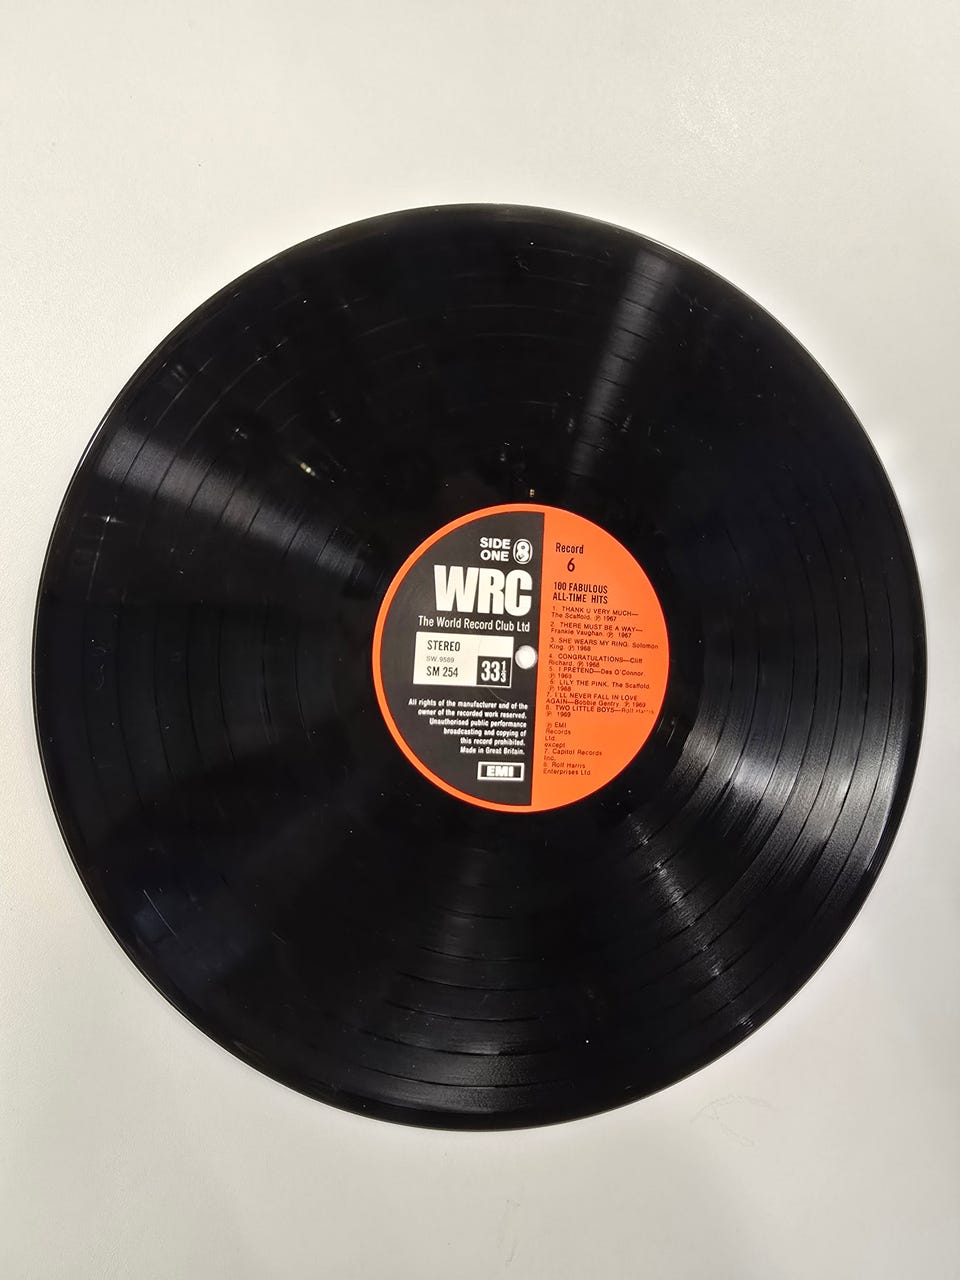 SIDE
ONE
WRC
The World Record Club Ltd
STEREO
SW.9589
SM 254
33 1/3
All rights of the manufacturer and of the
owner of the recorded work reserved.
Unauthorised public performance
broadcasting and copying of
this record prohibited.
Made in Great Britain.
EMI
Record
6
100 FABULOUS
ALL-TIME HITS
1. THANK U VERY MUCH—
The Scaffold. ℗ 1967
2. THERE MUST BE A WAY—
Frankie Vaughan. ℗ 1967
3. SHE WEARS MY RING. Solomon
King. ℗ 1968
4. CONGRATULATIONS—Cliff
Richard. ℗ 1968
5. I PRETEND—Des O'Connor.
℗ 1963
6. LILY THE PINK. The Scaffold.
℗ 1968
7. I'LL NEVER FALL IN LOVE
AGAIN—Bobbie Gentry. ℗ 1969
8. TWO LITTLE BOYS—Rolf Harris.
℗ 1969
℗ EMI
Records
Ltd.
except
7. Capitol Records
Inc.
8. Rolf Harris
Enterprises Ltd.